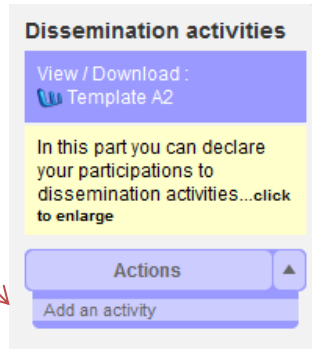 Dissemination activities
View / Download :
Template A2
In this part you can declare
your participations to
dissemination activities...click
to enlarge
Actions
Add an activity